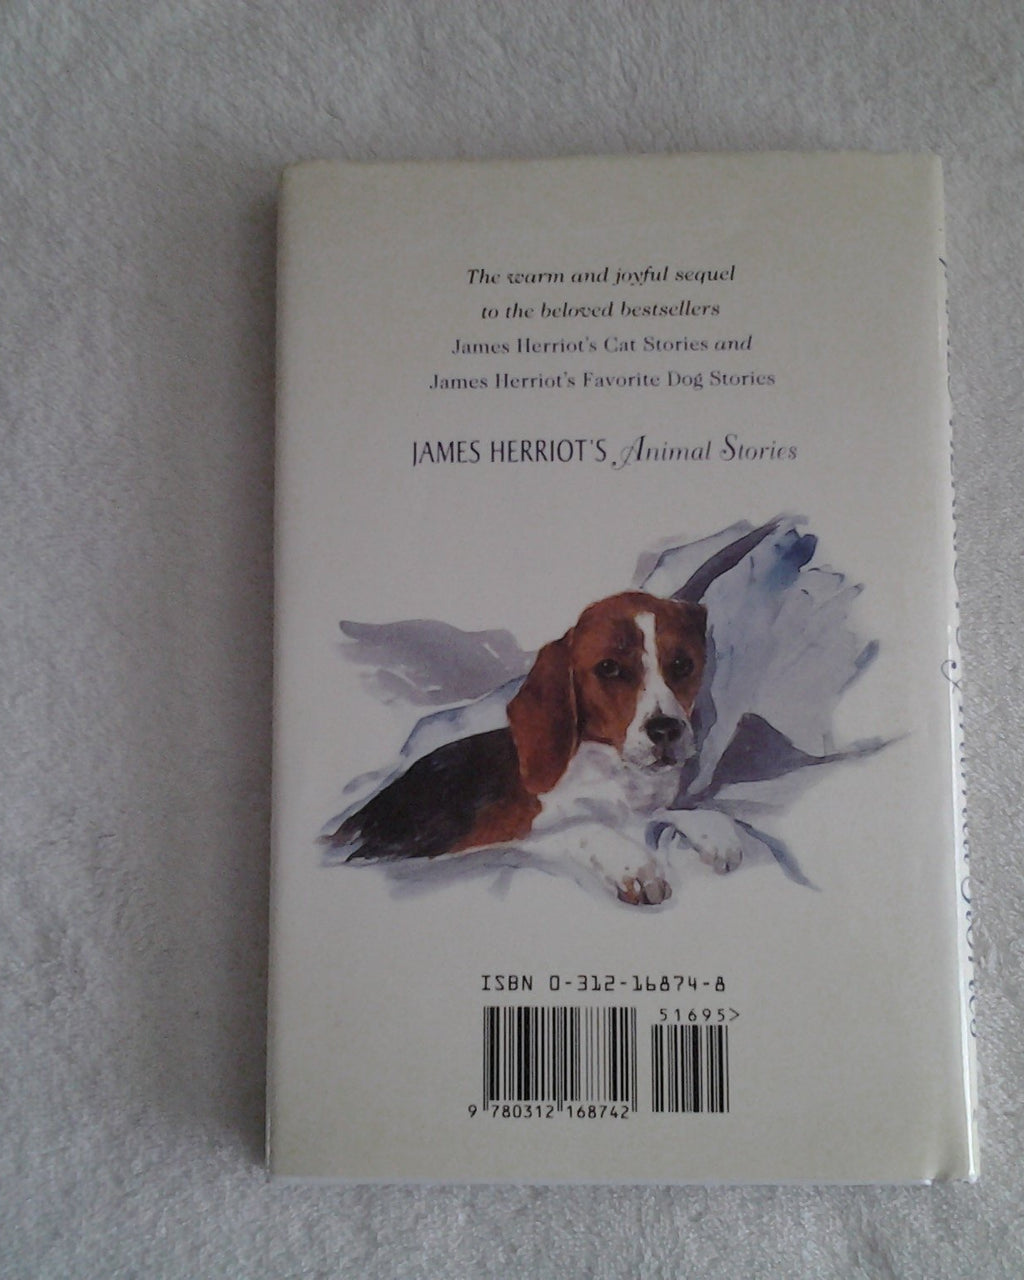 The warm and joyful sequel
to the beloved bestsellers
James Herriot's Cat Stories and
James Herriot's Favorite Dog Stories
JAMES HERRIOT'S Animal Stories
ISBN 0-312-16874-8
51695>
9 780312 168742